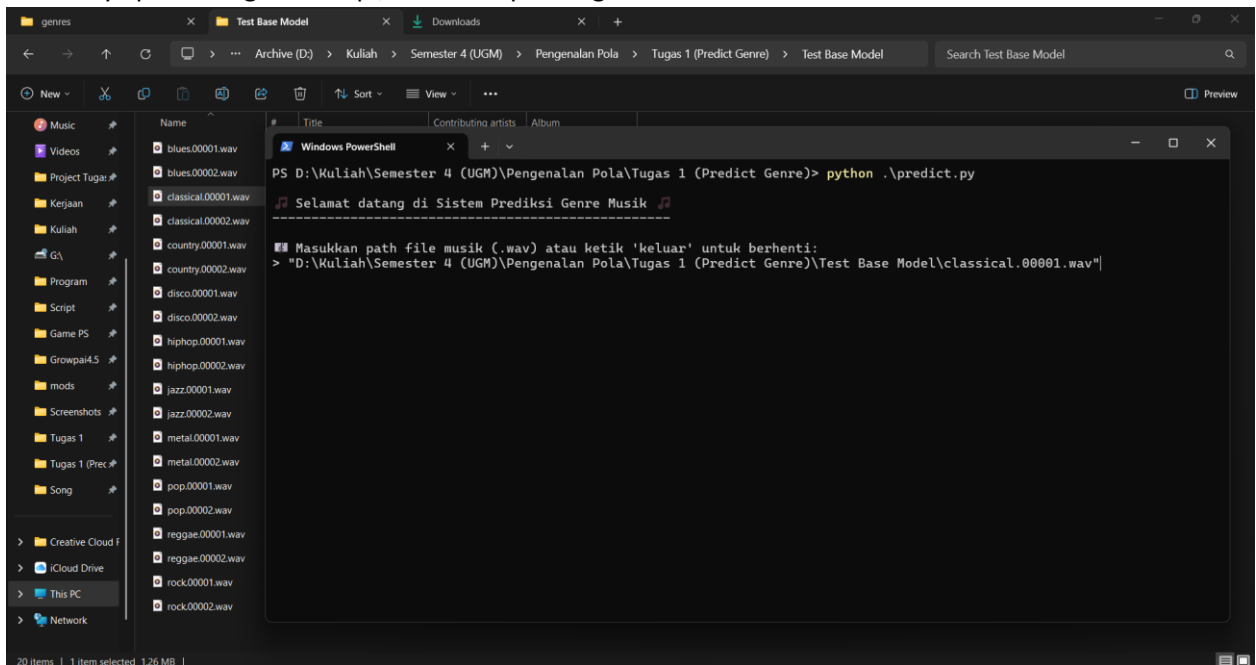 genres
Test Base Model
Downloads
Archive (D:) > Kuliah > Semester 4 (UGM) > Pengenalan Pola > Tugas 1 (Predict Genre) > Test Base Model
Search Test Base Model
New
Sort
View
Preview
Name
#
Title
Contributing artists
Album
Music
Videos
Project Tuga
Kerjaan
Kuliah
G:\
Program
Script
Game PS
Growpai4.5
mods
Screenshots
Tugas 1
Tugas 1 (Prec
Song
Creative Cloud F
iCloud Drive
This PC
Network
blues.00001.wav
blues.00002.wav
classical.00001.wav
classical.00002.wav
country.00001.wav
country.00002.wav
disco.00001.wav
disco.00002.wav
hiphop.00001.wav
hiphop.00002.wav
jazz.00001.wav
jazz.00002.wav
metal.00001.wav
metal.00002.wav
pop.00001.wav
pop.00002.wav
reggae.00001.wav
reggae.00002.wav
rock.00001.wav
rock.00002.wav
Windows PowerShell
PS D:\Kuliah\Semester 4 (UGM)\Pengenalan Pola\Tugas 1 (Predict Genre)> python .\predict.py
Selamat datang di Sistem Prediksi Genre Musik
--------------------------------------------------
Masukkan path file musik (.wav) atau ketik 'keluar' untuk berhenti:
> "D:\Kuliah\Semester 4 (UGM)\Pengenalan Pola\Tugas 1 (Predict Genre)\Test Base Model\classical.00001.wav"
20 items | 1 item selected 1,26 MB |